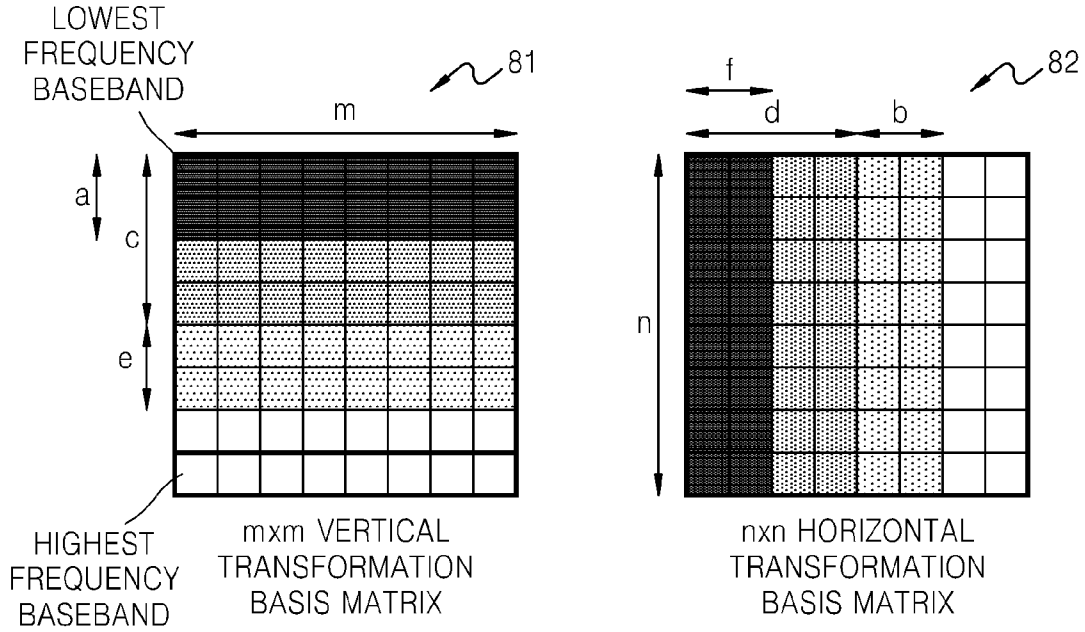 LOWEST
FREQUENCY
BASEBAND
81
m
a
c
e
HIGHEST
FREQUENCY
BASEBAND
mxm VERTICAL
TRANSFORMATION
BASIS MATRIX
82
f
d
b
n
nxn HORIZONTAL
TRANSFORMATION
BASIS MATRIX